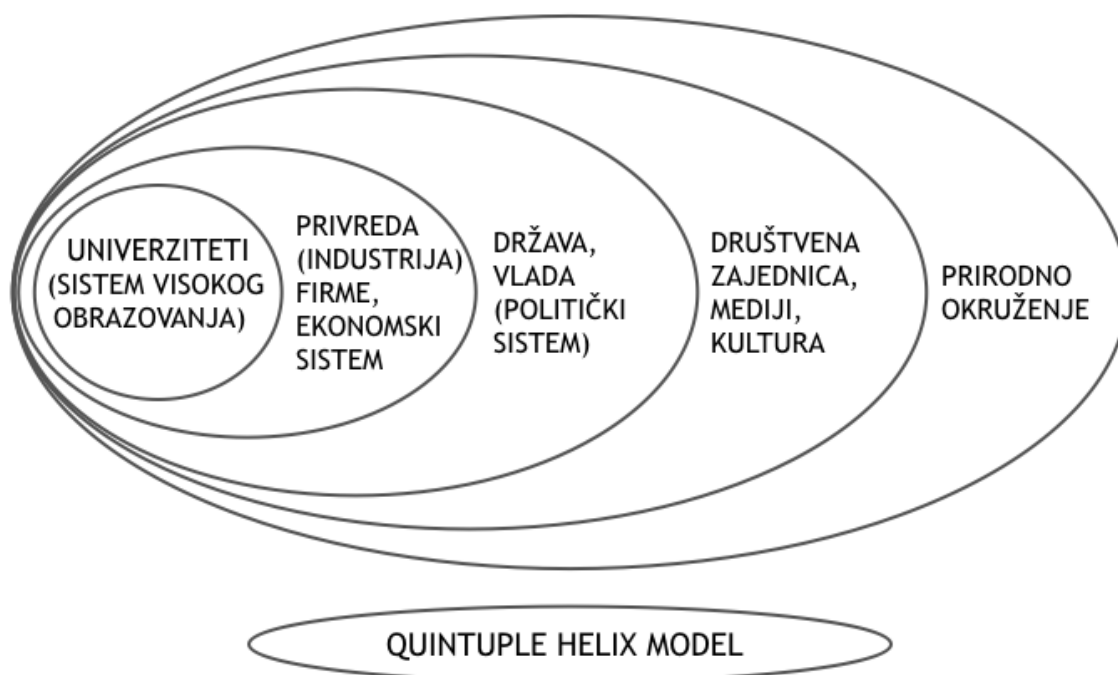 UNIVERZITETI
(SISTEM VISOKOG
OBRAZOVANJA)
PRIVREDA
(INDUSTRIJA)
FIRME,
EKONOMSKI
SISTEM
DRŽAVA,
VLADA
(POLITIČKI
SISTEM)
DRUŠTVENA
ZAJEDNICA,
MEDIJI,
KULTURA
PRIRODNO
OKRUŽENJE
QUINTUPLE HELIX MODEL